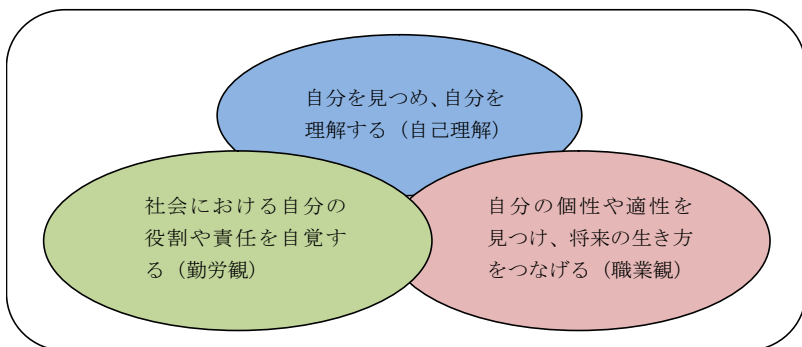 自分を見つめ、自分を
理解する（自己理解）
社会における自分の
役割や責任を自覚す
る（勤労観）
自分の個性や適性を
見つけ、将来の生き方
をつなげる（職業観）